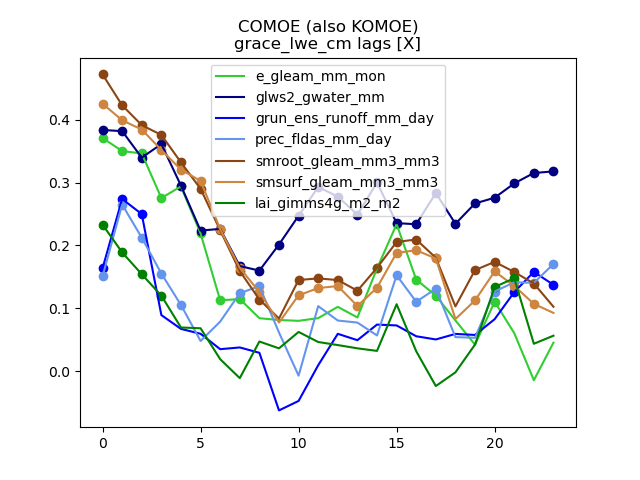 COMOE (also KOMOE)
grace_lwe_cm lags [X]
e_gleam_mm_mon
glws2_gwater_mm
grun_ens_runoff_mm_day
prec_fldas_mm_day
smroot_gleam_mm3_mm3
smsurf_gleam_mm3_mm3
lai_gimms4g_m2_m2
0.4
0.3
0.2
0.1
0.0
0 5 10 15 20